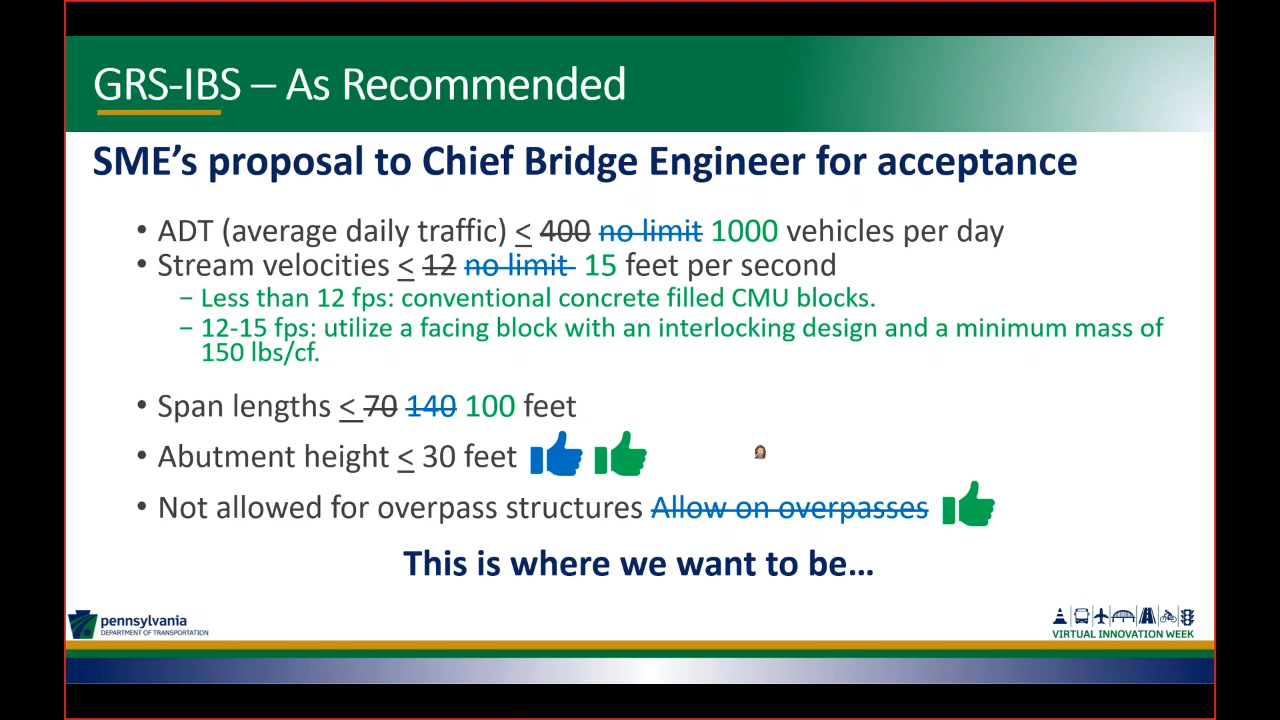 GRS-IBS – As Recommended
SME's proposal to Chief Bridge Engineer for acceptance
• ADT (average daily traffic) < 400 no limit 1000 vehicles per day
• Stream velocities < 12 no limit 15 feet per second
− Less than 12 fps: conventional concrete filled CMU blocks.
− 12-15 fps: utilize a facing block with an interlocking design and a minimum mass of
150 lbs/cf.
• Span lengths < 70 140 100 feet
• Abutment height < 30 feet
• Not allowed for overpass structures Allow on overpasses
This is where we want to be…
pennsylvania
DEPARTMENT OF TRANSPORTATION
VIRTUAL INNOVATION WEEK